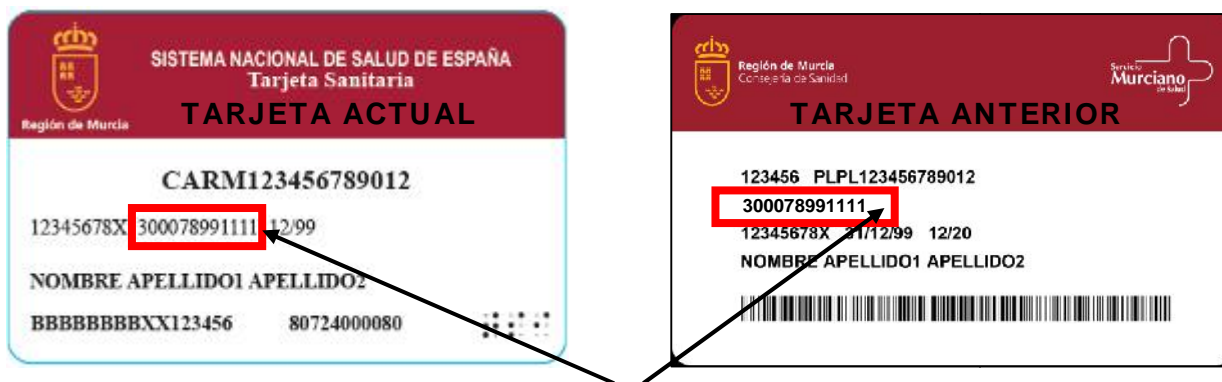 SISTEMA NACIONAL DE SALUD DE ESPAÑA
Tarjeta Sanitaria
TARJETA ACTUAL
Región de Murcia
CARM123456789012
12345678X 300078991111 12/99
NOMBRE APELLIDO1 APELLIDO2
BBBBBBBBXX123456 80724000080
Región de Murcia
Consejería de Sanidad
Servicio
Murciano
de Salud
TARJETA ANTERIOR
123456 PLPL123456789012
300078991111
12345678X 31/12/99 12/20
NOMBRE APELLIDO1 APELLIDO2